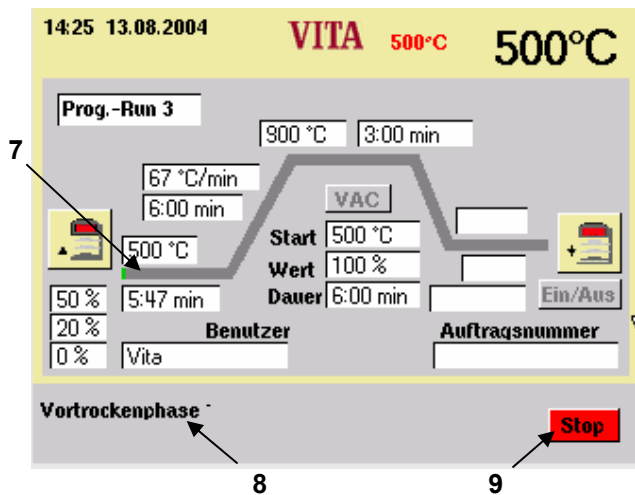 14:25 13.08.2004 VITA 500°C 500°C
Prog.-Run 3
7
900 °C 3:00 min
67 °C/min
6:00 min
VAC
500 °C
Start 500 °C
Wert 100 %
50 % 5:47 min Dauer 6:00 min Ein/Aus
20 % Benutzer Auftragsnummer
0 % Vita
Vortrockenphase -
Stop
8 9